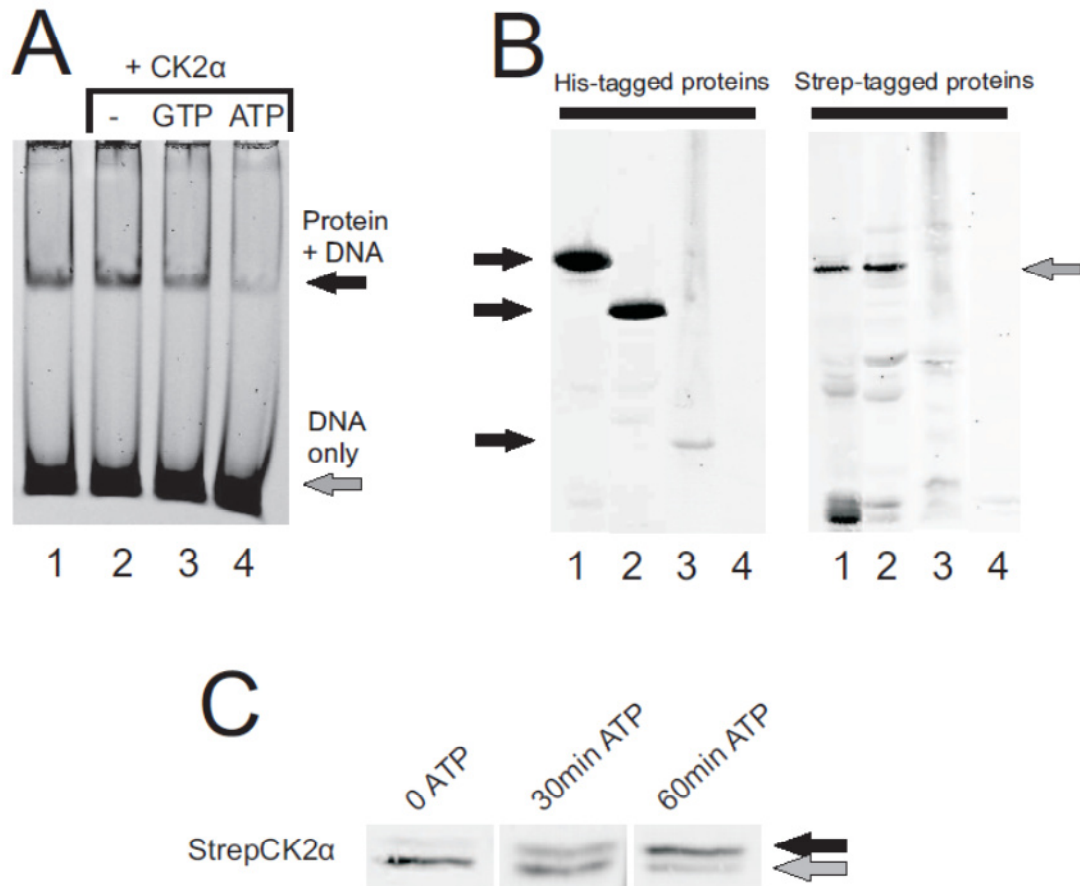 A
+ CK2α
- GTP ATP
Protein
+ DNA
DNA
only
1 2 3 4
B
His-tagged proteins
Strep-tagged proteins
1 2 3 4
1 2 3 4
C
0 ATP
30min ATP
60min ATP
StrepCK2α